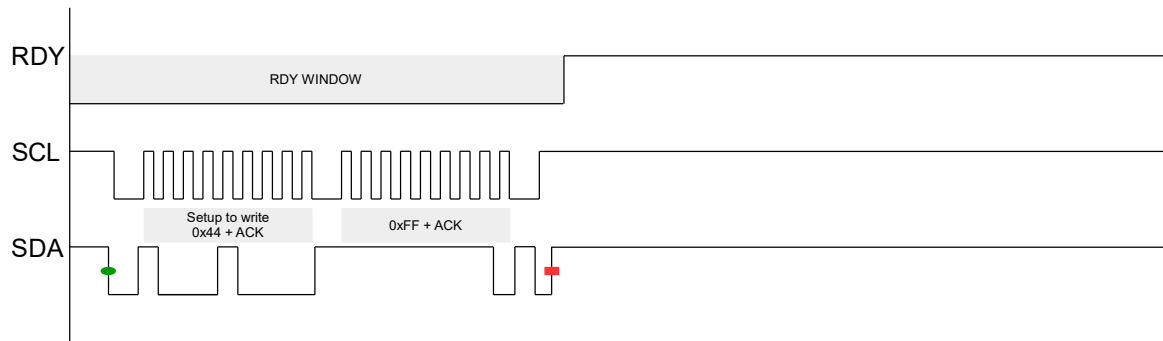 RDY
RDY WINDOW
SCL
Setup to write
0x44 + ACK
0xFF + ACK
SDA